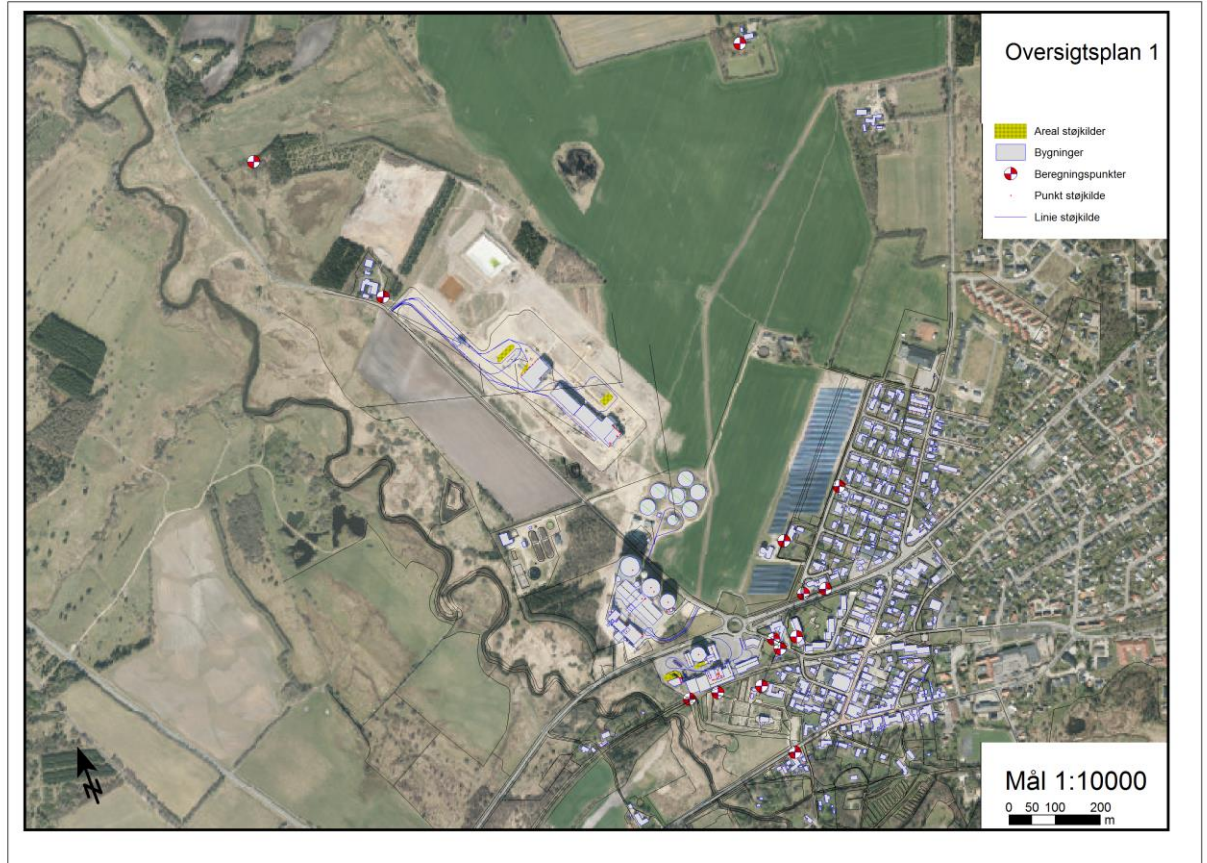 Oversigtsplan 1
Areal støjkilder
Bygninger
Beregningspunkter
Punkt støjkilde
Linie støjkilde
N
Mål 1:10000
0 50 100 200
m